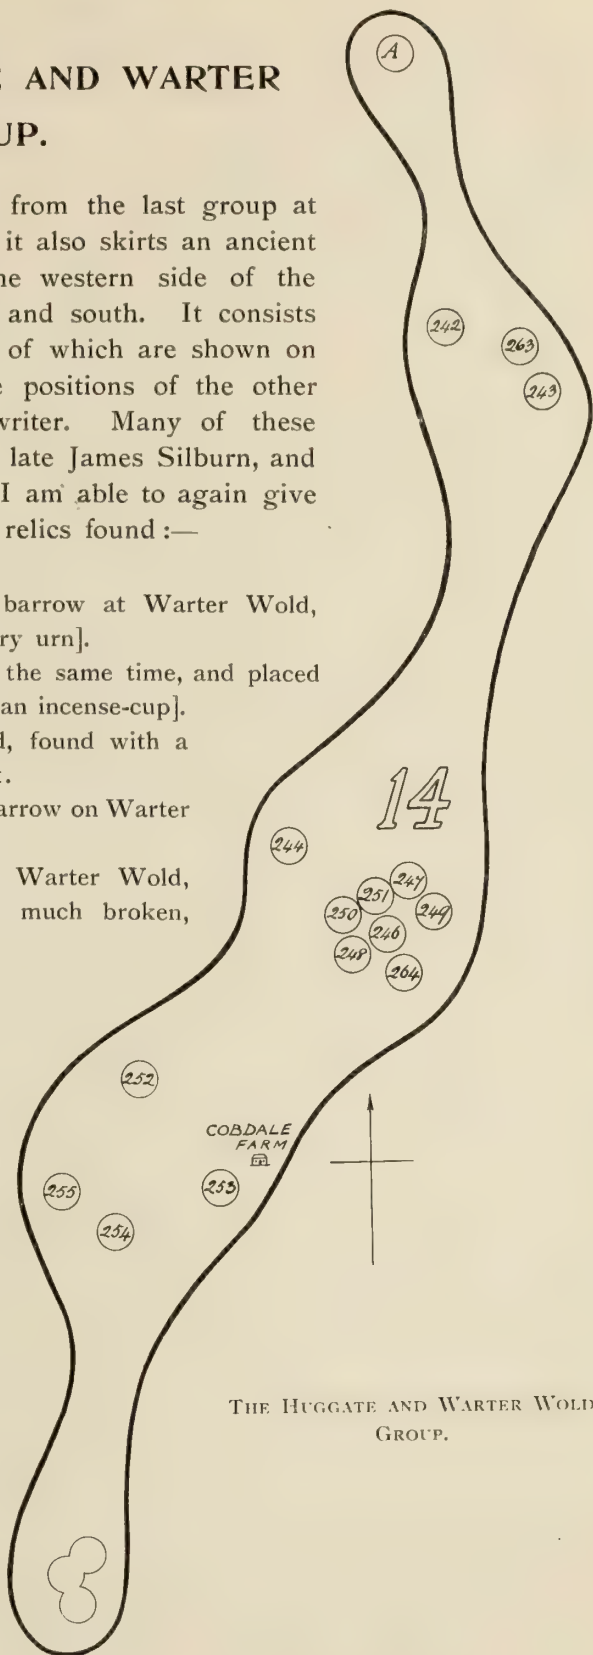 AND WARTER
UP.
from the last group at
it also skirts an ancient
he western side of the
and south. It consists
of which are shown on
e positions of the other
writer. Many of these
late James Silburn, and
I am able to again give
relics found :—
barrow at Warter Wold,
ry urn].
the same time, and placed
an incense-cup].
d, found with a
arrow on Warter
Warter Wold,
much broken,
A
242
263
243
14
244
247
251
250
249
246
248
264
252
COBDALE
FARM
255
253
254
THE HUGGATE AND WARTER WOLD
GROUP.